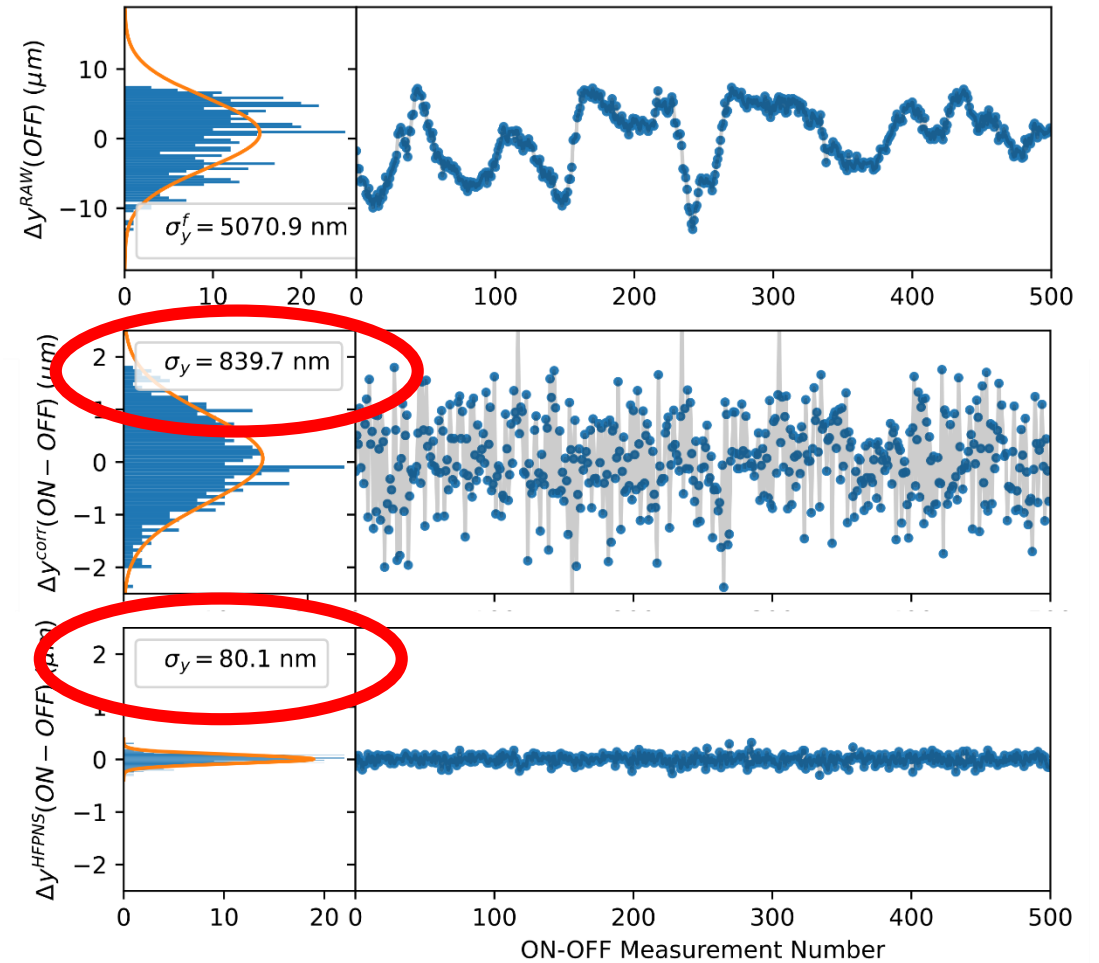 Δy^RAW(OFF) (μm)
10
0
−10
σ_y^f = 5070.9 nm
0 10 20 0 100 200 300 400 500
Δy^corr(ON − OFF) (μm)
2
0
−1
−2
σ_y = 839.7 nm
Δy^HFPNS(ON − OFF) (μm)
2
0
−1
−2
σ_y = 80.1 nm
0 10 20 0 100 200 300 400 500
ON-OFF Measurement Number